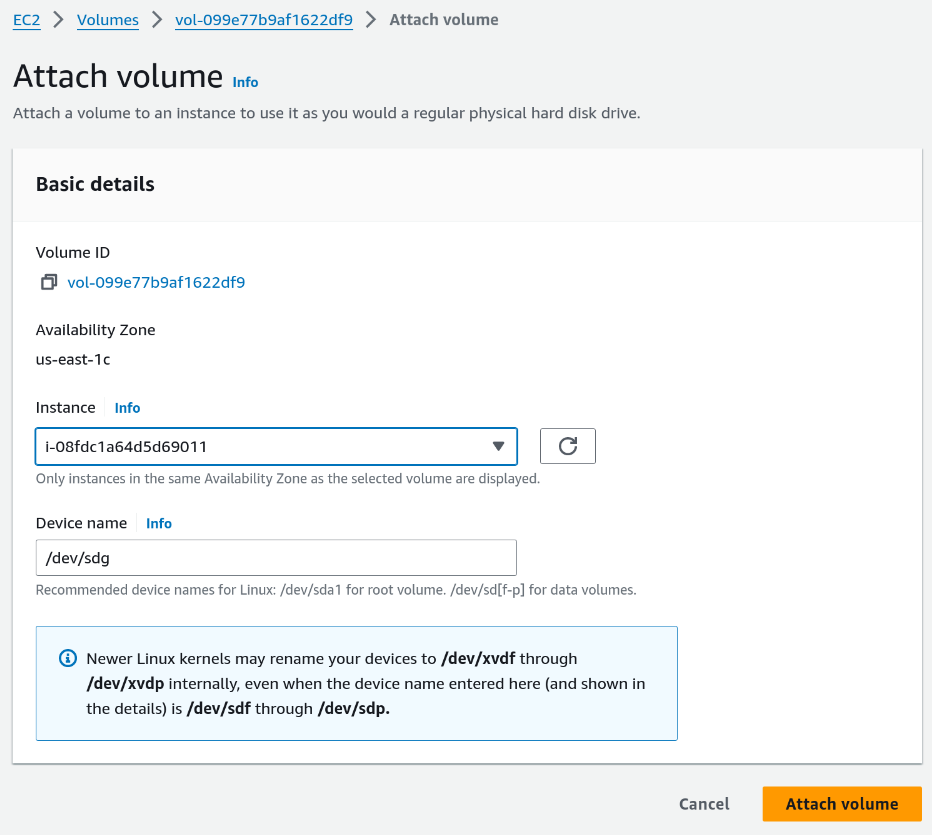 EC2 > Volumes > vol-099e77b9af1622df9 > Attach volume
Attach volume Info
Attach a volume to an instance to use it as you would a regular physical hard disk drive.
Basic details
Volume ID
vol-099e77b9af1622df9
Availability Zone
us-east-1c
Instance Info
i-08fdc1a64d5d69011
Only instances in the same Availability Zone as the selected volume are displayed.
Device name Info
/dev/sdg
Recommended device names for Linux: /dev/sda1 for root volume. /dev/sd[f-p] for data volumes.
Newer Linux kernels may rename your devices to /dev/xvdf through
/dev/xvdp internally, even when the device name entered here (and shown in
the details) is /dev/sdf through /dev/sdp.
Cancel Attach volume